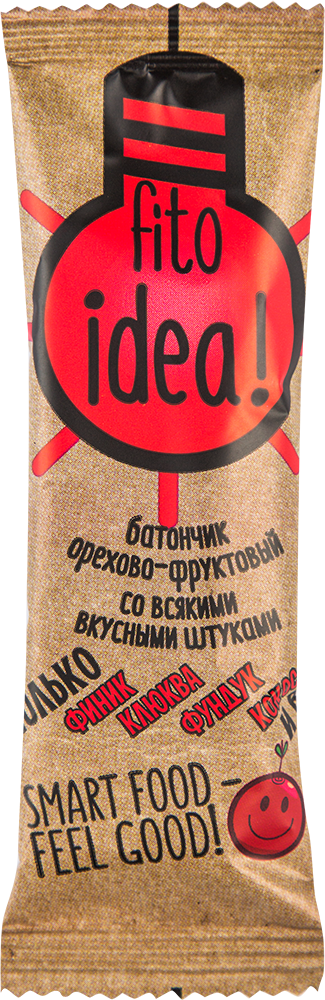 fito
idea!
батончик
орехово-фруктовый
со всякими
вкусными штуками
финик
клюква
фундук
SMART FOOD -
FEEL GOOD!